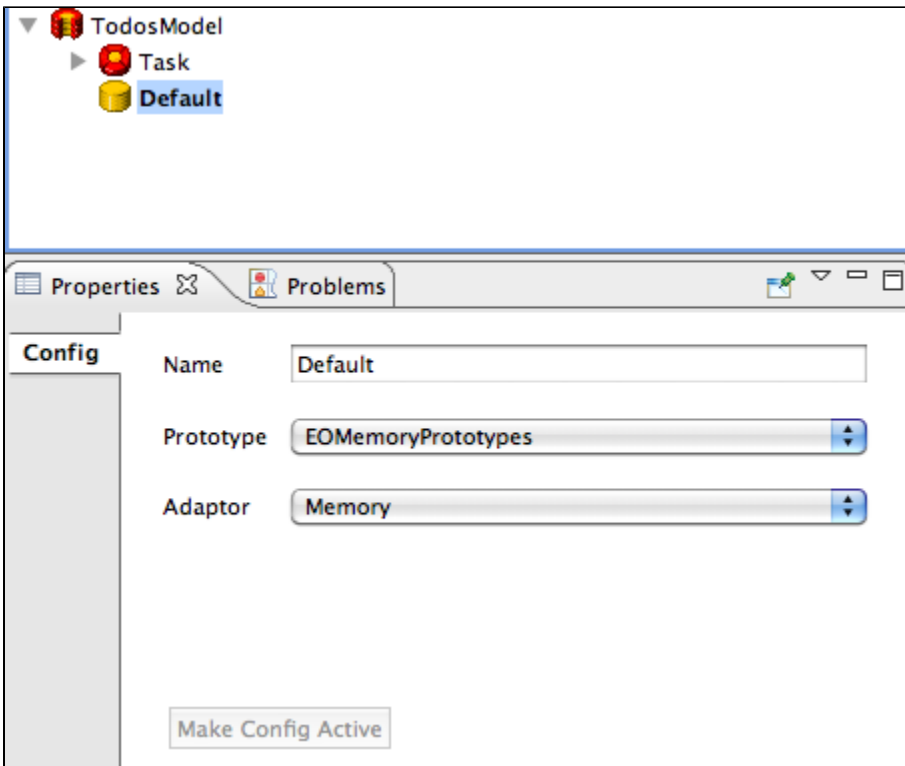 TodosModel
Task
Default
Properties Problems
Config
Name Default
Prototype EOMemoryPrototypes
Adaptor Memory
Make Config Active